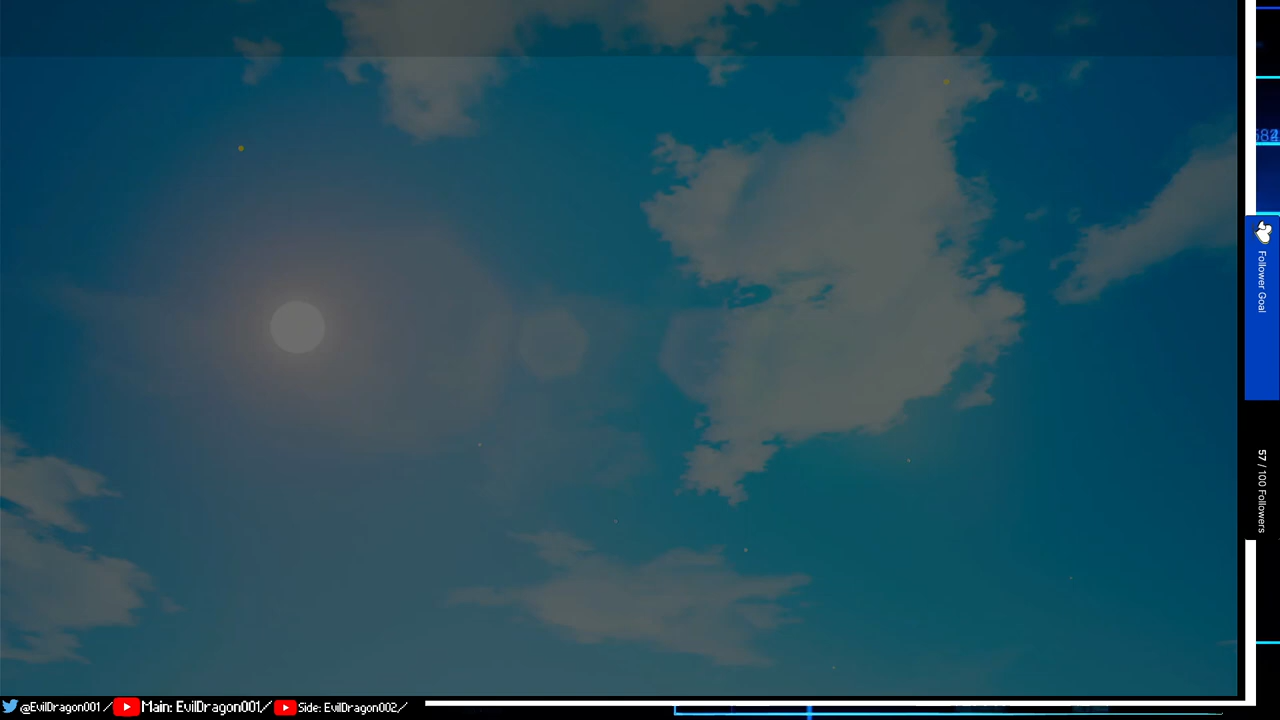 Follower Goal
57 / 100 Followers
@EvilDragon001 / Main: EvilDragon001/ Side: EvilDragon002/